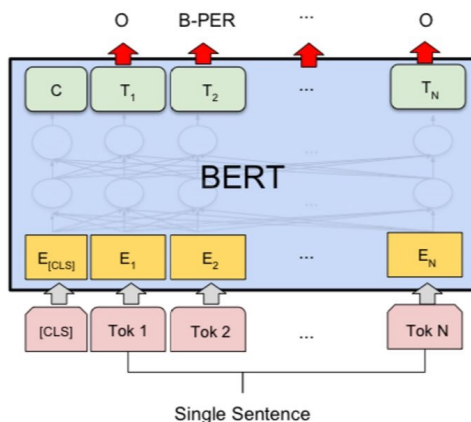 O B-PER ... O
C T1 T2 ... TN
...
BERT
...
E[CLS] E1 E2 ... EN
[CLS] Tok 1 Tok 2 ... Tok N
Single Sentence